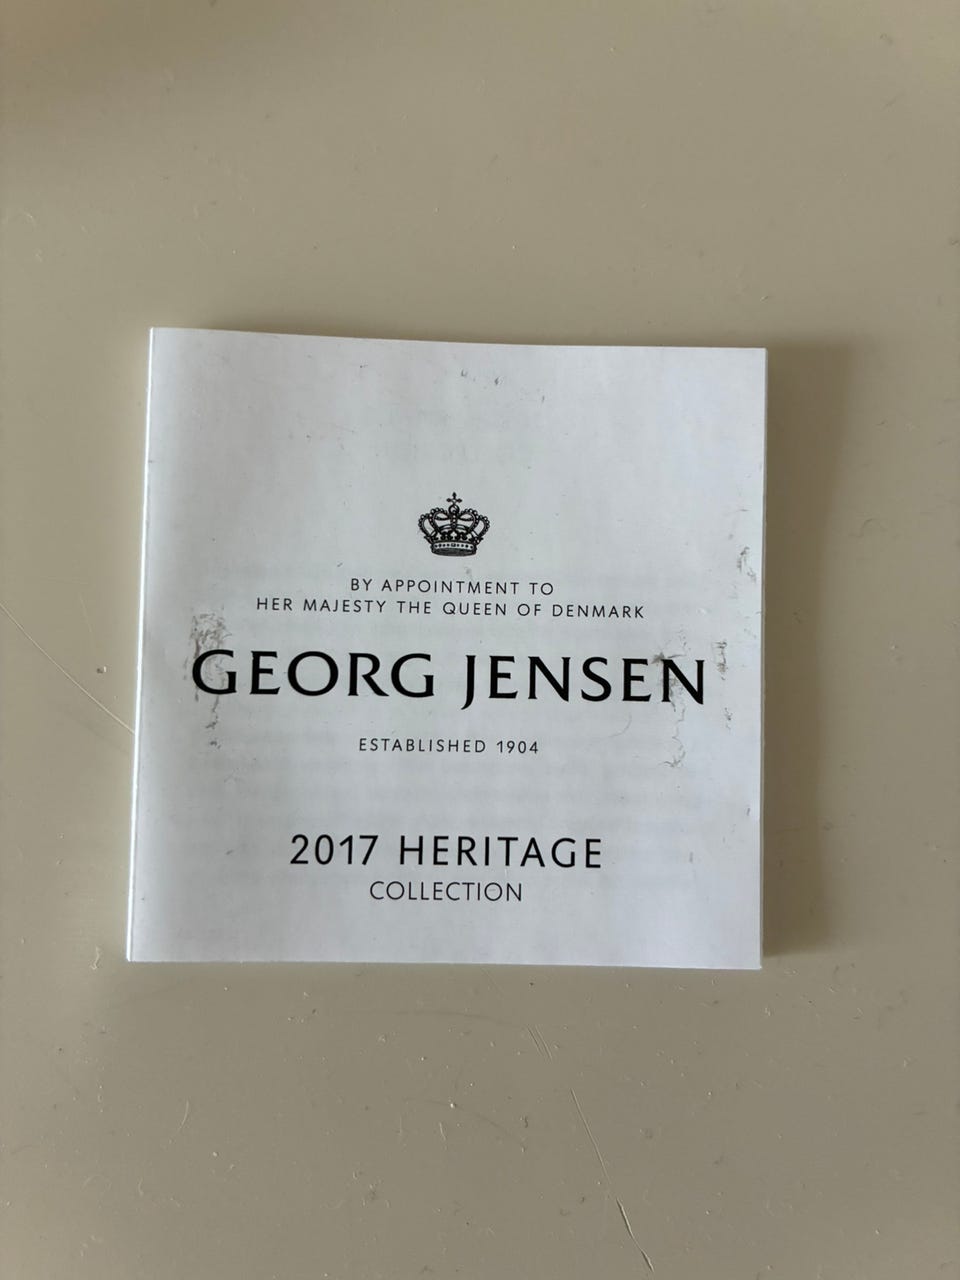 BY APPOINTMENT TO
HER MAJESTY THE QUEEN OF DENMARK
GEORG JENSEN
ESTABLISHED 1904
2017 HERITAGE
COLLECTION